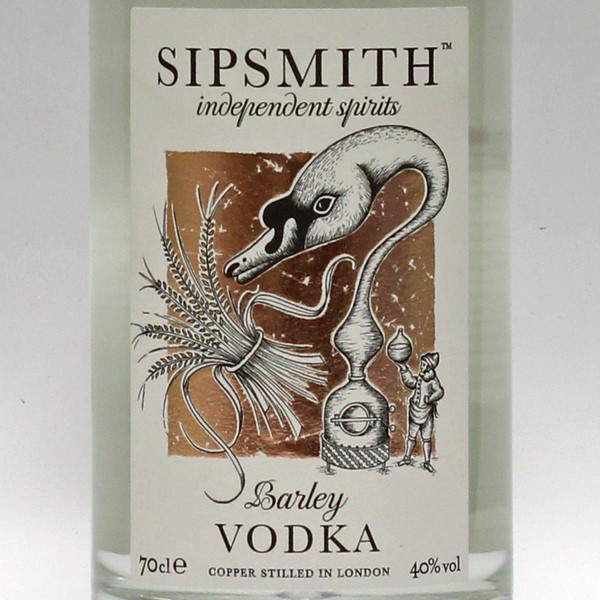 SIPSMITH™
independent spirits
Barley
VODKA
70cl ℮
COPPER STILLED IN LONDON
40% vol